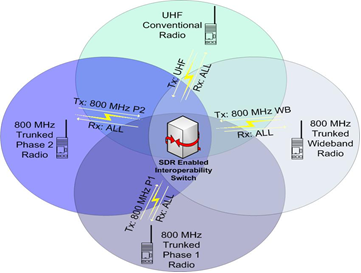 UHF
Conventional
Radio
Tx: UHF
Rx: ALL
Tx: 800 MHz P2
Rx: ALL
Tx: 800 MHz WB
Rx: ALL
800 MHz
Trunked
Phase 2
Radio
800 MHz
Trunked
Wideband
Radio
SDR Enabled
Interoperability
Switch
Tx: 800 MHz P1
Rx: ALL
800 MHz
Trunked
Phase 1
Radio